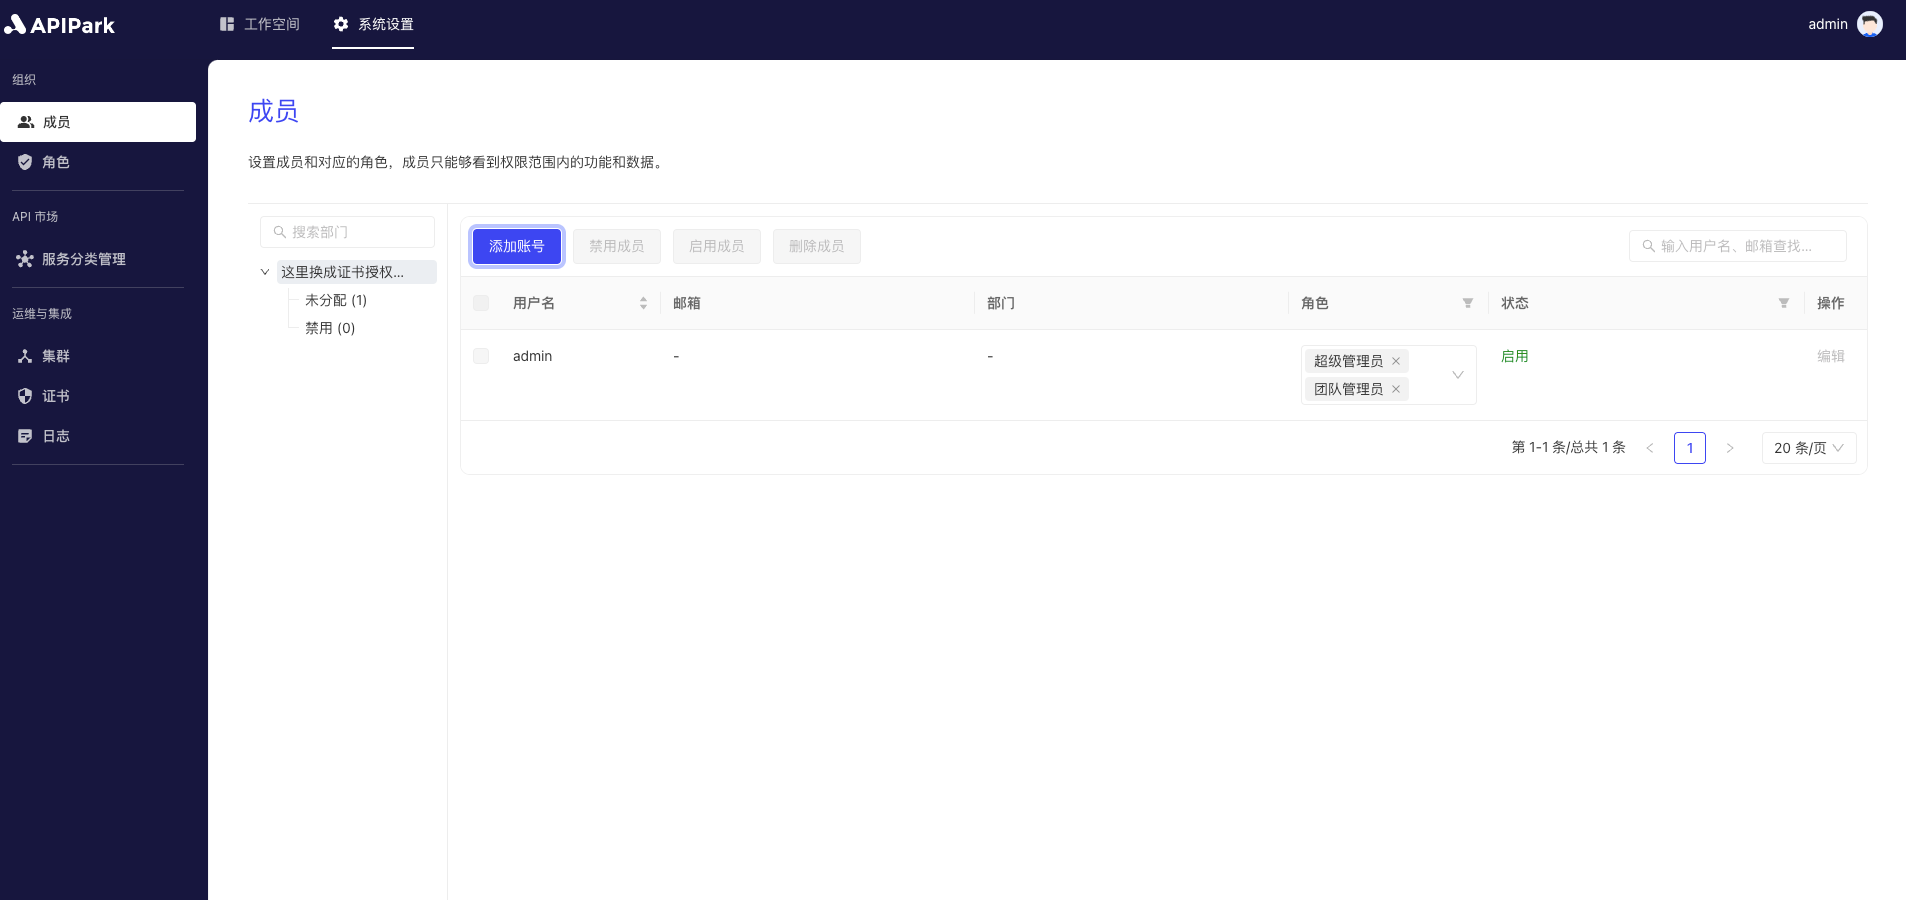 APIPark
工作空间
系统设置
admin
组织
成员
角色
API 市场
服务分类管理
运维与集成
集群
证书
日志
成员
设置成员和对应的角色，成员只能够看到权限范围内的功能和数据。
搜索部门
这里换成证书授权...
未分配 (1)
禁用 (0)
添加账号 禁用成员 启用成员 删除成员
输入用户名、邮箱查找...
用户名 邮箱 部门 角色 状态 操作
admin - - 超级管理员 启用 编辑
团队管理员
第 1-1 条/总共 1 条 1 20 条/页